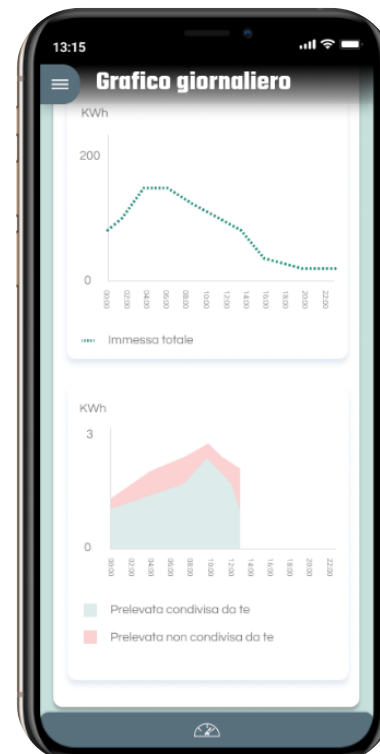 13:15
Grafico giornaliero
KWh
200
0
00:00 02:00 04:00 06:00 08:00 10:00 12:00 14:00 16:00 18:00 20:00 22:00
Immessa totale
KWh
3
0
00:00 02:00 04:00 06:00 08:00 10:00 12:00 14:00 16:00 18:00 20:00 22:00
Prelevata condivisa da te
Prelevata non condivisa da te